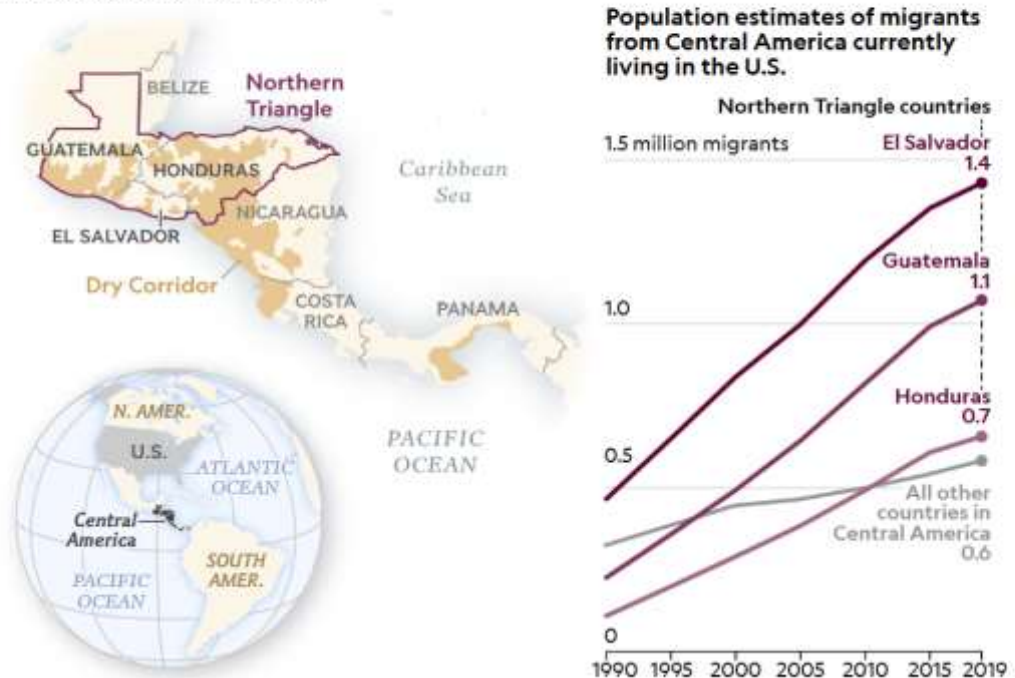 BELIZE
Northern
Triangle
GUATEMALA
HONDURAS
Caribbean
Sea
NICARAGUA
EL SALVADOR
Dry Corridor
COSTA
RICA
PANAMA
PACIFIC
OCEAN
N. AMER.
U.S.
ATLANTIC
OCEAN
Central
America
SOUTH
AMER.
PACIFIC
OCEAN
Population estimates of migrants
from Central America currently
living in the U.S.
Northern Triangle countries
1.5 million migrants
El Salvador
1.4
Guatemala
1.1
1.0
Honduras
0.7
0.5
All other
countries in
Central America
0.6
0
1990 1995 2000 2005 2010 2015 2019